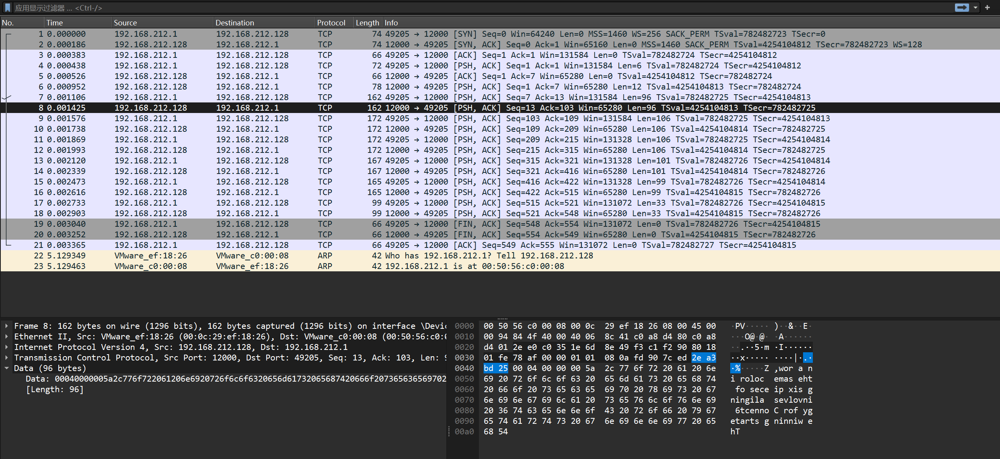 应用显示过滤器 … <Ctrl-/>
No. Time Source Destination Protocol Length Info
1 0.000000 192.168.212.1 192.168.212.128 TCP 74 49205 → 12000 [SYN] Seq=0 Win=64240 Len=0 MSS=1460 WS=256 SACK_PERM TSval=782482723 TSecr=0
2 0.000186 192.168.212.128 192.168.212.1 TCP 74 12000 → 49205 [SYN, ACK] Seq=0 Ack=1 Win=65160 Len=0 MSS=1460 SACK_PERM TSval=4254104812 TSecr=782482723 WS=128
3 0.000383 192.168.212.1 192.168.212.128 TCP 66 49205 → 12000 [ACK] Seq=1 Ack=1 Win=131584 Len=0 TSval=782482724 TSecr=4254104812
4 0.000438 192.168.212.1 192.168.212.128 TCP 72 49205 → 12000 [PSH, ACK] Seq=1 Ack=1 Win=131584 Len=6 TSval=782482724 TSecr=4254104812
5 0.000526 192.168.212.128 192.168.212.1 TCP 66 12000 → 49205 [ACK] Seq=1 Ack=7 Win=65280 Len=0 TSval=4254104812 TSecr=782482724
6 0.000952 192.168.212.128 192.168.212.1 TCP 78 12000 → 49205 [PSH, ACK] Seq=1 Ack=7 Win=65280 Len=12 TSval=4254104813 TSecr=782482724
7 0.001106 192.168.212.1 192.168.212.128 TCP 162 49205 → 12000 [PSH, ACK] Seq=7 Ack=13 Win=131584 Len=96 TSval=782482725 TSecr=4254104813
8 0.001425 192.168.212.128 192.168.212.1 TCP 162 12000 → 49205 [PSH, ACK] Seq=13 Ack=103 Win=65280 Len=96 TSval=4254104813 TSecr=782482725
9 0.001576 192.168.212.1 192.168.212.128 TCP 172 49205 → 12000 [PSH, ACK] Seq=103 Ack=109 Win=131584 Len=106 TSval=782482725 TSecr=4254104813
10 0.001738 192.168.212.128 192.168.212.1 TCP 172 12000 → 49205 [PSH, ACK] Seq=109 Ack=209 Win=65280 Len=106 TSval=4254104814 TSecr=782482725
11 0.001869 192.168.212.1 192.168.212.128 TCP 172 49205 → 12000 [PSH, ACK] Seq=209 Ack=215 Win=131328 Len=106 TSval=782482725 TSecr=4254104814
12 0.001993 192.168.212.128 192.168.212.1 TCP 172 12000 → 49205 [PSH, ACK] Seq=215 Ack=315 Win=65280 Len=106 TSval=4254104814 TSecr=782482725
13 0.002120 192.168.212.1 192.168.212.128 TCP 167 49205 → 12000 [PSH, ACK] Seq=315 Ack=321 Win=131328 Len=101 TSval=782482726 TSecr=4254104814
14 0.002339 192.168.212.128 192.168.212.1 TCP 167 12000 → 49205 [PSH, ACK] Seq=321 Ack=416 Win=65280 Len=101 TSval=4254104814 TSecr=782482726
15 0.002473 192.168.212.1 192.168.212.128 TCP 165 49205 → 12000 [PSH, ACK] Seq=416 Ack=422 Win=131328 Len=99 TSval=782482726 TSecr=4254104814
16 0.002616 192.168.212.128 192.168.212.1 TCP 165 12000 → 49205 [PSH, ACK] Seq=422 Ack=515 Win=65280 Len=99 TSval=4254104815 TSecr=782482726
17 0.002733 192.168.212.1 192.168.212.128 TCP 99 49205 → 12000 [PSH, ACK] Seq=515 Ack=521 Win=131072 Len=33 TSval=782482726 TSecr=4254104815
18 0.002903 192.168.212.128 192.168.212.1 TCP 99 12000 → 49205 [PSH, ACK] Seq=521 Ack=548 Win=65280 Len=33 TSval=4254104815 TSecr=782482726
19 0.003040 192.168.212.1 192.168.212.128 TCP 66 49205 → 12000 [FIN, ACK] Seq=548 Ack=554 Win=131072 Len=0 TSval=782482726 TSecr=4254104815
20 0.003252 192.168.212.128 192.168.212.1 TCP 66 12000 → 49205 [FIN, ACK] Seq=554 Ack=549 Win=65280 Len=0 TSval=4254104815 TSecr=782482726
21 0.003365 192.168.212.1 192.168.212.128 TCP 66 49205 → 12000 [ACK] Seq=549 Ack=555 Win=131072 Len=0 TSval=782482727 TSecr=4254104815
22 5.129349 VMware_ef:18:26 VMware_c0:00:08 ARP 42 Who has 192.168.212.1? Tell 192.168.212.128
23 5.129463 VMware_c0:00:08 VMware_ef:18:26 ARP 42 192.168.212.1 is at 00:50:56:c0:00:08
Frame 8: 162 bytes on wire (1296 bits), 162 bytes captured (1296 bits) on interface \Devic
Ethernet II, Src: VMware_ef:18:26 (00:0c:29:ef:18:26), Dst: VMware_c0:00:08 (00:50:56:c0:0
Internet Protocol Version 4, Src: 192.168.212.128, Dst: 192.168.212.1
Transmission Control Protocol, Src Port: 12000, Dst Port: 49205, Seq: 13, Ack: 103, Len: 9
Data (96 bytes)
Data: 00040000005a2c776f722061206e6920726f6c6f6320656d61732065687420666f20736563656970​2
[Length: 96]
0000 00 50 56 c0 00 08 00 0c 29 ef 18 26 08 00 45 00 ·PV····· )··&··E·
0010 00 94 84 4f 40 00 40 06 8c 41 c0 a8 d4 80 c0 a8 ···O@·@· ·A······
0020 d4 01 2e e0 c0 35 1e 6d 8e 49 f3 c1 f2 90 80 18 ··.··5·m ·I······
0030 01 fe 78 af 00 00 01 01 08 0a fd 90 7c ed 2e a3 ··x····· ····|·.·
0040 bd 25 00 04 00 00 00 5a 2c 77 6f 72 20 61 20 6e ·%·····Z ,wor a n
0050 69 20 72 6f 6c 6f 63 20 65 6d 61 73 20 65 68 74 i roloc emas eht
0060 20 66 6f 20 73 65 63 65 69 70 20 78 69 73 20 67 fo sece ip xis g
0070 6e 69 6e 67 69 6c 61 20 73 65 76 6c 6f 76 6e 69 ningila sevlovni
0080 20 36 74 63 65 6e 6e 6f 43 20 72 6f 66 20 79 67 6tcenno C rof yg
0090 65 74 61 72 74 73 20 67 6e 69 6e 6e 69 77 20 65 etarts g ninniw e
00a0 68 54 hT